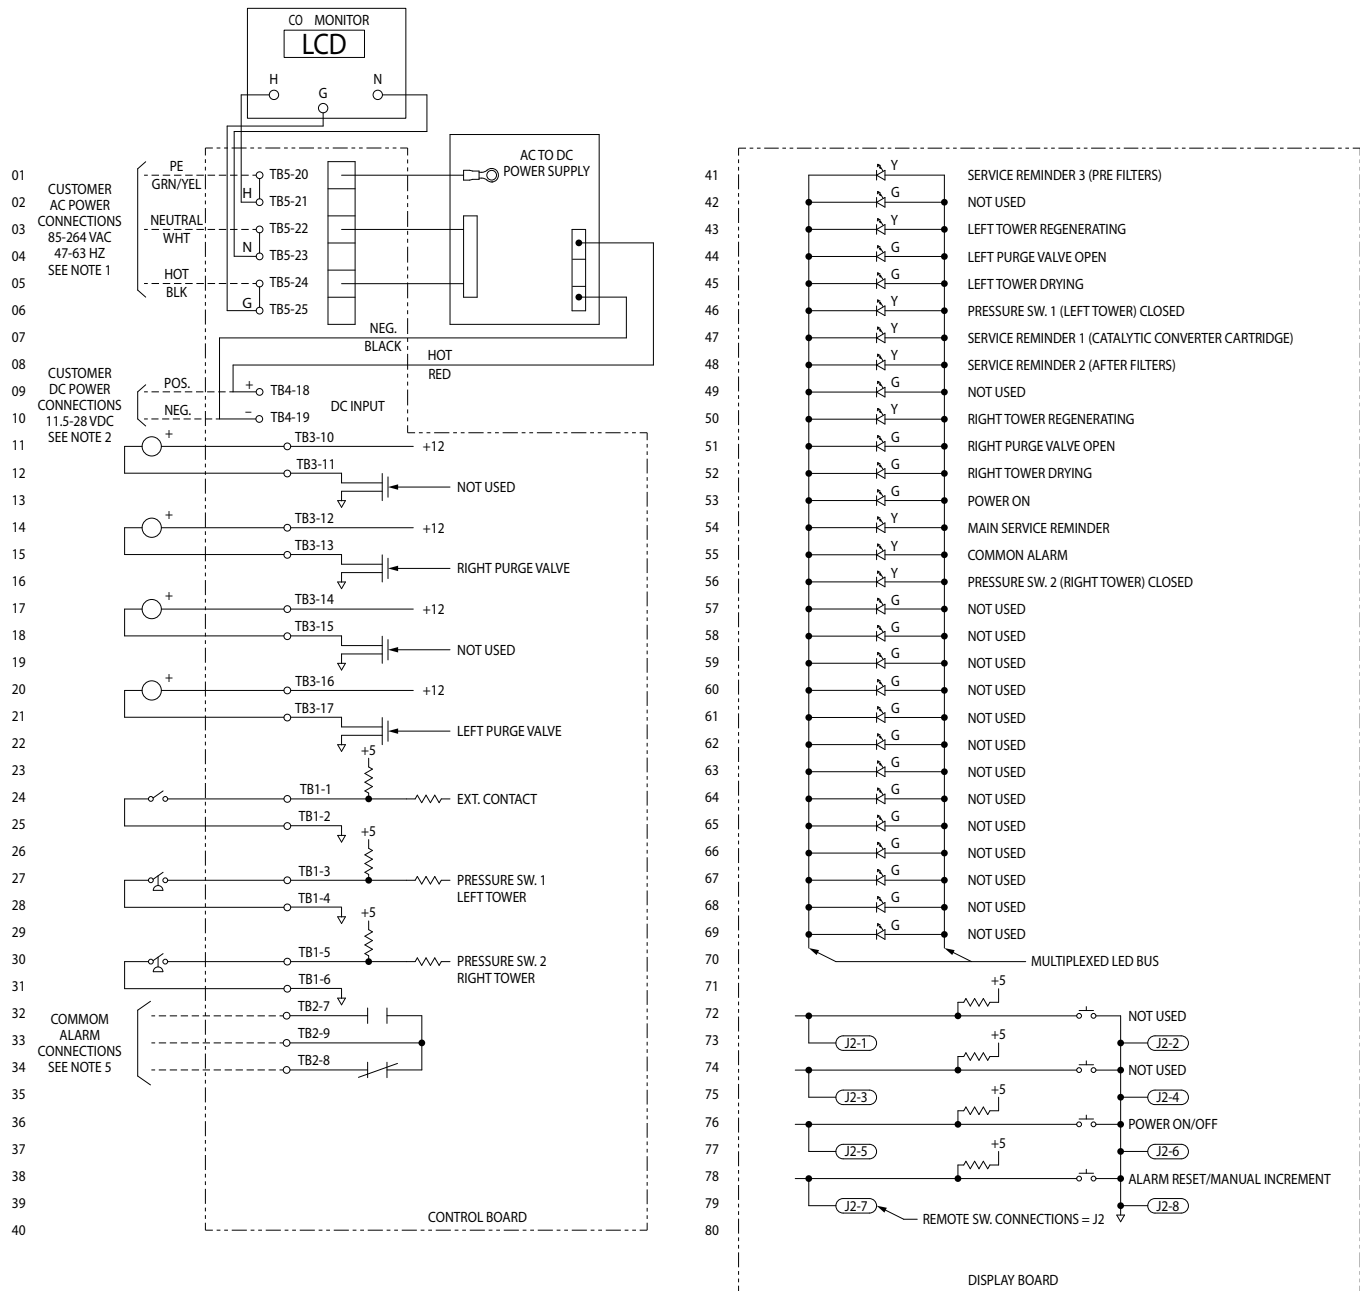 CO MONITOR
LCD
H
G
N
AC TO DC
POWER SUPPLY
01
02
03
04
05
06
07
08
09
10
11
12
13
14
15
16
17
18
19
20
21
22
23
24
25
26
27
28
29
30
31
32
33
34
35
36
37
38
39
40
CUSTOMER
AC POWER
CONNECTIONS
85-264 VAC
47-63 HZ
SEE NOTE 1
PE
GRN/YEL
NEUTRAL
WHT
HOT
BLK
H
N
G
TB5-20
TB5-21
TB5-22
TB5-23
TB5-24
TB5-25
NEG.
BLACK
HOT
RED
CUSTOMER
DC POWER
CONNECTIONS
11.5-28 VDC
SEE NOTE 2
POS.
NEG.
+ TB4-18
– TB4-19
DC INPUT
+
TB3-10
+12
TB3-11
NOT USED
+
TB3-12
+12
TB3-13
RIGHT PURGE VALVE
+
TB3-14
+12
TB3-15
NOT USED
+
TB3-16
+12
TB3-17
LEFT PURGE VALVE
+5
TB1-1
EXT. CONTACT
TB1-2
+5
TB1-3
PRESSURE SW. 1
LEFT TOWER
TB1-4
+5
TB1-5
PRESSURE SW. 2
RIGHT TOWER
TB1-6
COMMOM
ALARM
CONNECTIONS
SEE NOTE 5
TB2-7
TB2-9
TB2-8
CONTROL BOARD
41 Y SERVICE REMINDER 3 (PRE FILTERS)
42 G NOT USED
43 Y LEFT TOWER REGENERATING
44 G LEFT PURGE VALVE OPEN
45 G LEFT TOWER DRYING
46 Y PRESSURE SW. 1 (LEFT TOWER) CLOSED
47 Y SERVICE REMINDER 1 (CATALYTIC CONVERTER CARTRIDGE)
48 Y SERVICE REMINDER 2 (AFTER FILTERS)
49 G NOT USED
50 Y RIGHT TOWER REGENERATING
51 G RIGHT PURGE VALVE OPEN
52 G RIGHT TOWER DRYING
53 G POWER ON
54 Y MAIN SERVICE REMINDER
55 Y COMMON ALARM
56 Y PRESSURE SW. 2 (RIGHT TOWER) CLOSED
57 G NOT USED
58 G NOT USED
59 G NOT USED
60 G NOT USED
61 G NOT USED
62 G NOT USED
63 G NOT USED
64 G NOT USED
65 G NOT USED
66 G NOT USED
67 G NOT USED
68 G NOT USED
69 G NOT USED
70 MULTIPLEXED LED BUS
71 +5
72 NOT USED
73 J2-1 +5 J2-2
74 NOT USED
75 J2-3 +5 J2-4
76 POWER ON/OFF
77 J2-5 +5 J2-6
78 ALARM RESET/MANUAL INCREMENT
79 J2-7 REMOTE SW. CONNECTIONS = J2 J2-8
80
DISPLAY BOARD